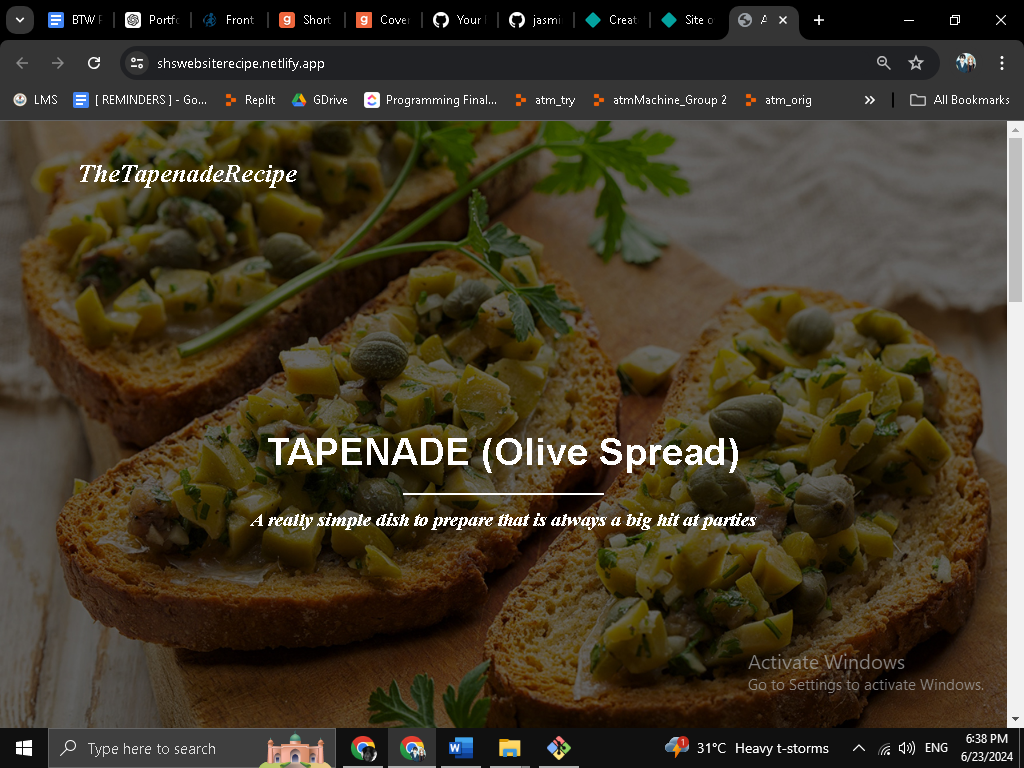 BTW F
Portfo
Front
Short
Cover
Your
jasmi
Creat
Site o
A
shswebsiterecipe.netlify.app
LMS
[ REMINDERS ] - Go...
Replit
GDrive
Programming Final...
atm_try
atmMachine_Group 2
atm_orig
All Bookmarks
TheTapenadeRecipe
TAPENADE (Olive Spread)
A really simple dish to prepare that is always a big hit at parties
Activate Windows
Go to Settings to activate Windows.
Type here to search
1
31°C Heavy t-storms
ENG
6:38 PM
6/23/2024